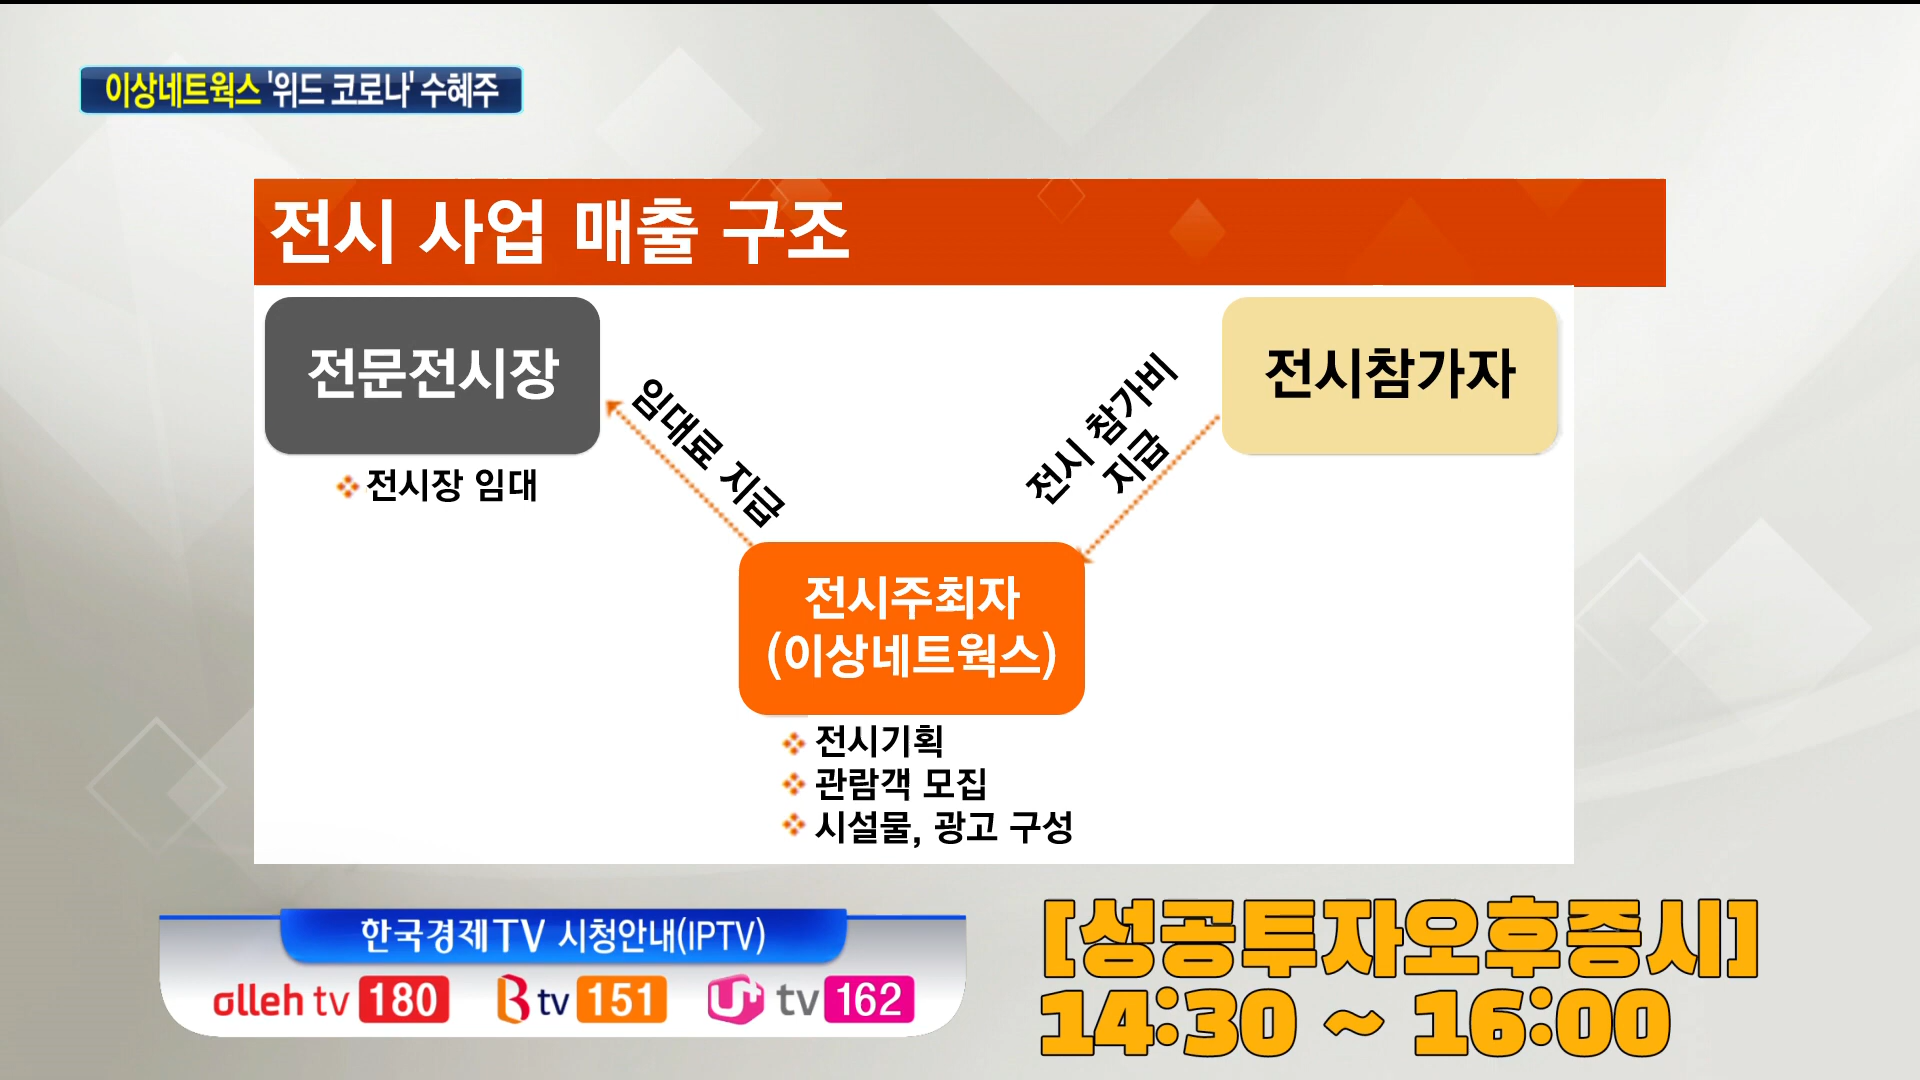 이상네트웍스 '위드 코로나' 수혜주
전시 사업 매출 구조
전문전시장
전시장 임대
임대료 지급
전시 참가비
지급
전시참가자
전시주최자
(이상네트웍스)
전시기획
관람객 모집
시설물, 광고 구성
한국경제TV 시청안내(IPTV)
olleh tv 180
B tv 151
U+ tv 162
[성공투자오후증시]
14:30 ~ 16:00